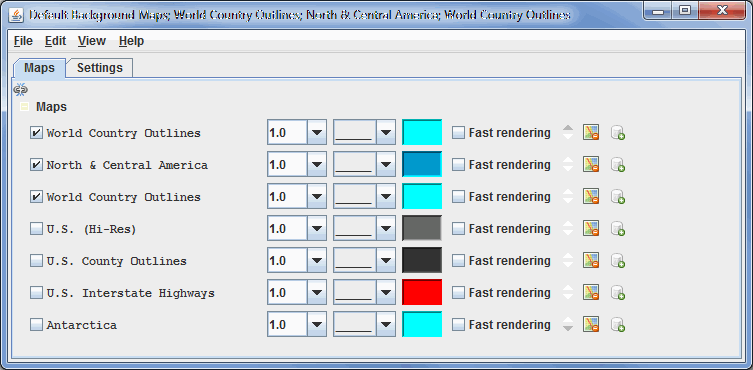 Default Background Maps; World Country Outlines; North & Central America; World Country Outlines
File Edit View Help
Maps Settings
Maps
World Country Outlines 1.0 Fast rendering
North & Central America 1.0 Fast rendering
World Country Outlines 1.0 Fast rendering
U.S. (Hi-Res) 1.0 Fast rendering
U.S. County Outlines 1.0 Fast rendering
U.S. Interstate Highways 1.0 Fast rendering
Antarctica 1.0 Fast rendering